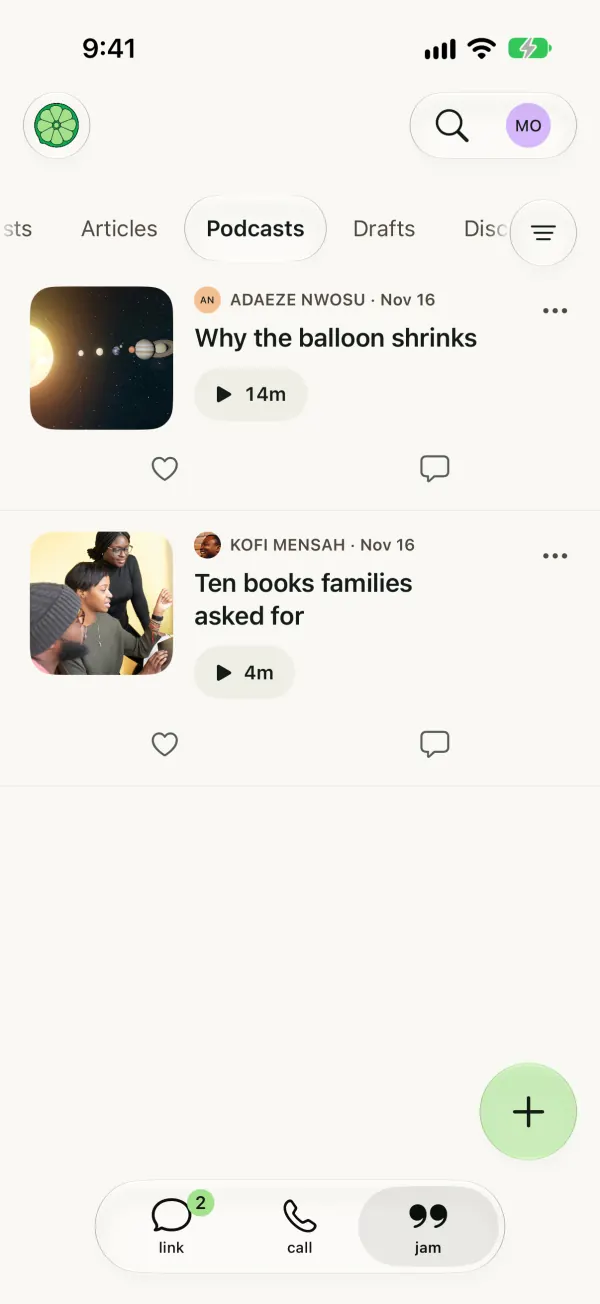 9:41
MO
sts
Articles
Podcasts
Drafts
Disc
AN
ADAEZE NWOSU · Nov 16
Why the balloon shrinks
14m
KOFI MENSAH · Nov 16
Ten books families
asked for
4m
2
link
call
jam